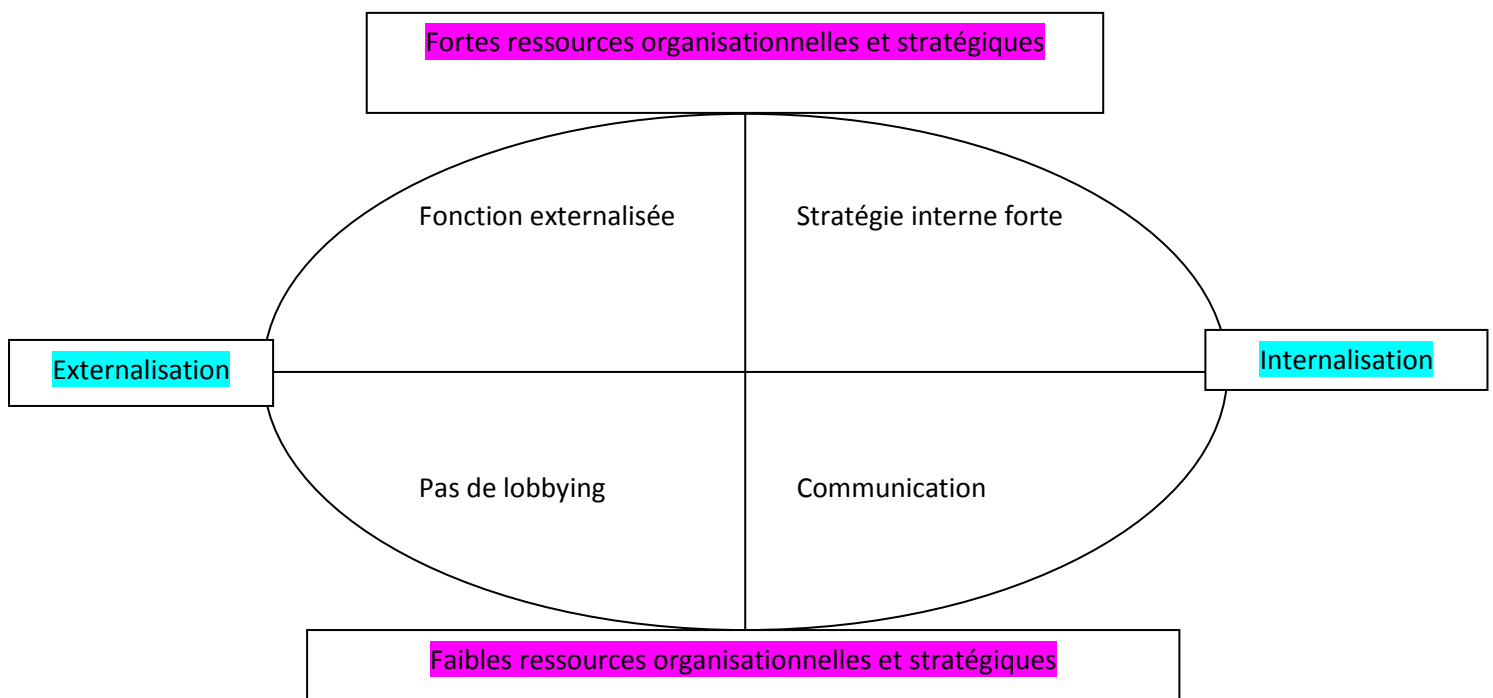 Fortes ressources organisationnelles et stratégiques
Fonction externalisée
Stratégie interne forte
Externalisation
Internalisation
Pas de lobbying
Communication
Faibles ressources organisationnelles et stratégiques